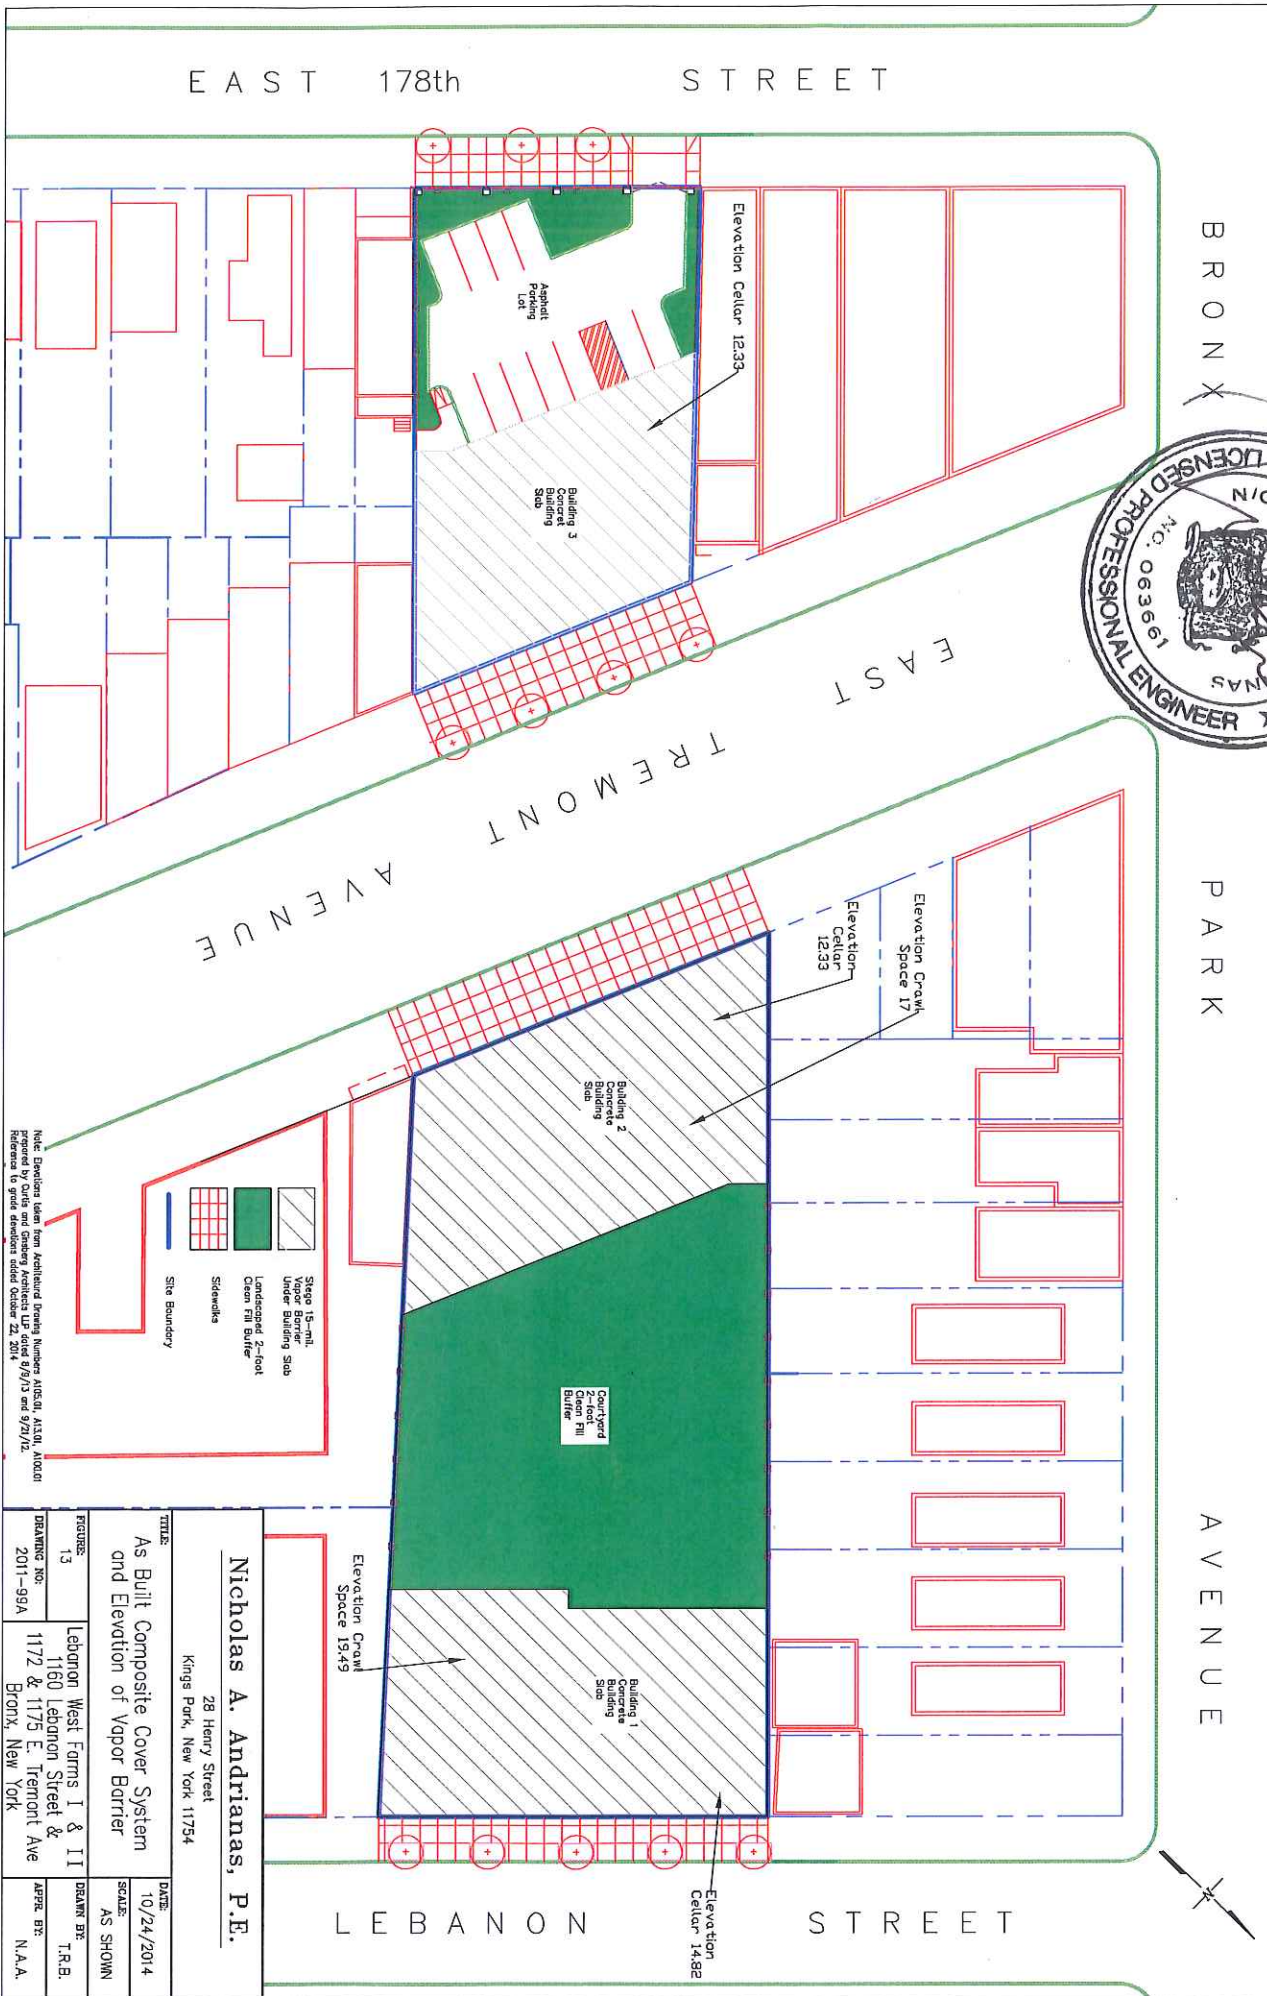 EAST 178th STREET
BRONX PARK AVENUE
EAST TREMONT AVENUE
LEBANON STREET
LICENSED PROFESSIONAL ENGINEER
NO. 063661
Elevation Cellar 12.33
Asphalt
Parking
Lot
Building 3
Concret
Building
Slab
Elevation
Cellar
12.33
Elevation Crawl
Space 17
Building 2
Concrete
Building
Slab
Courtyard
2-foot
Clean Fill
Buffer
Elevation Crawl
Space 19.49
Building 1
Concrete
Building
Slab
Elevation
Cellar 14.82
Stego 15-mil.
Vapor Barrier
Under Building Slab
Landscaped 2-foot
Clean Fill Buffer
Sidewalks
Site Boundary
Note: Elevations taken from Architectural Drawing Numbers A105.01, A13.01, A100.01
prepared by Curtis and Ginsberg Architects LLP dated 8/9/13 and 9/21/12.
Reference to grade elevations added October 22, 2014
Nicholas A. Andrianas, P.E.
28 Henry Street
Kings Park, New York 11754
TITLE:
As Built Composite Cover System
and Elevation of Vapor Barrier
DATE:
10/24/2014
SCALE:
AS SHOWN
FIGURE:
13
Lebanon West Farms I & II
1160 Lebanon Street &
1172 & 1175 E. Tremont Ave
Bronx, New York
DRAWN BY:
T.R.B.
DRAWING NO:
2011-99A
APPR. BY:
N.A.A.
N